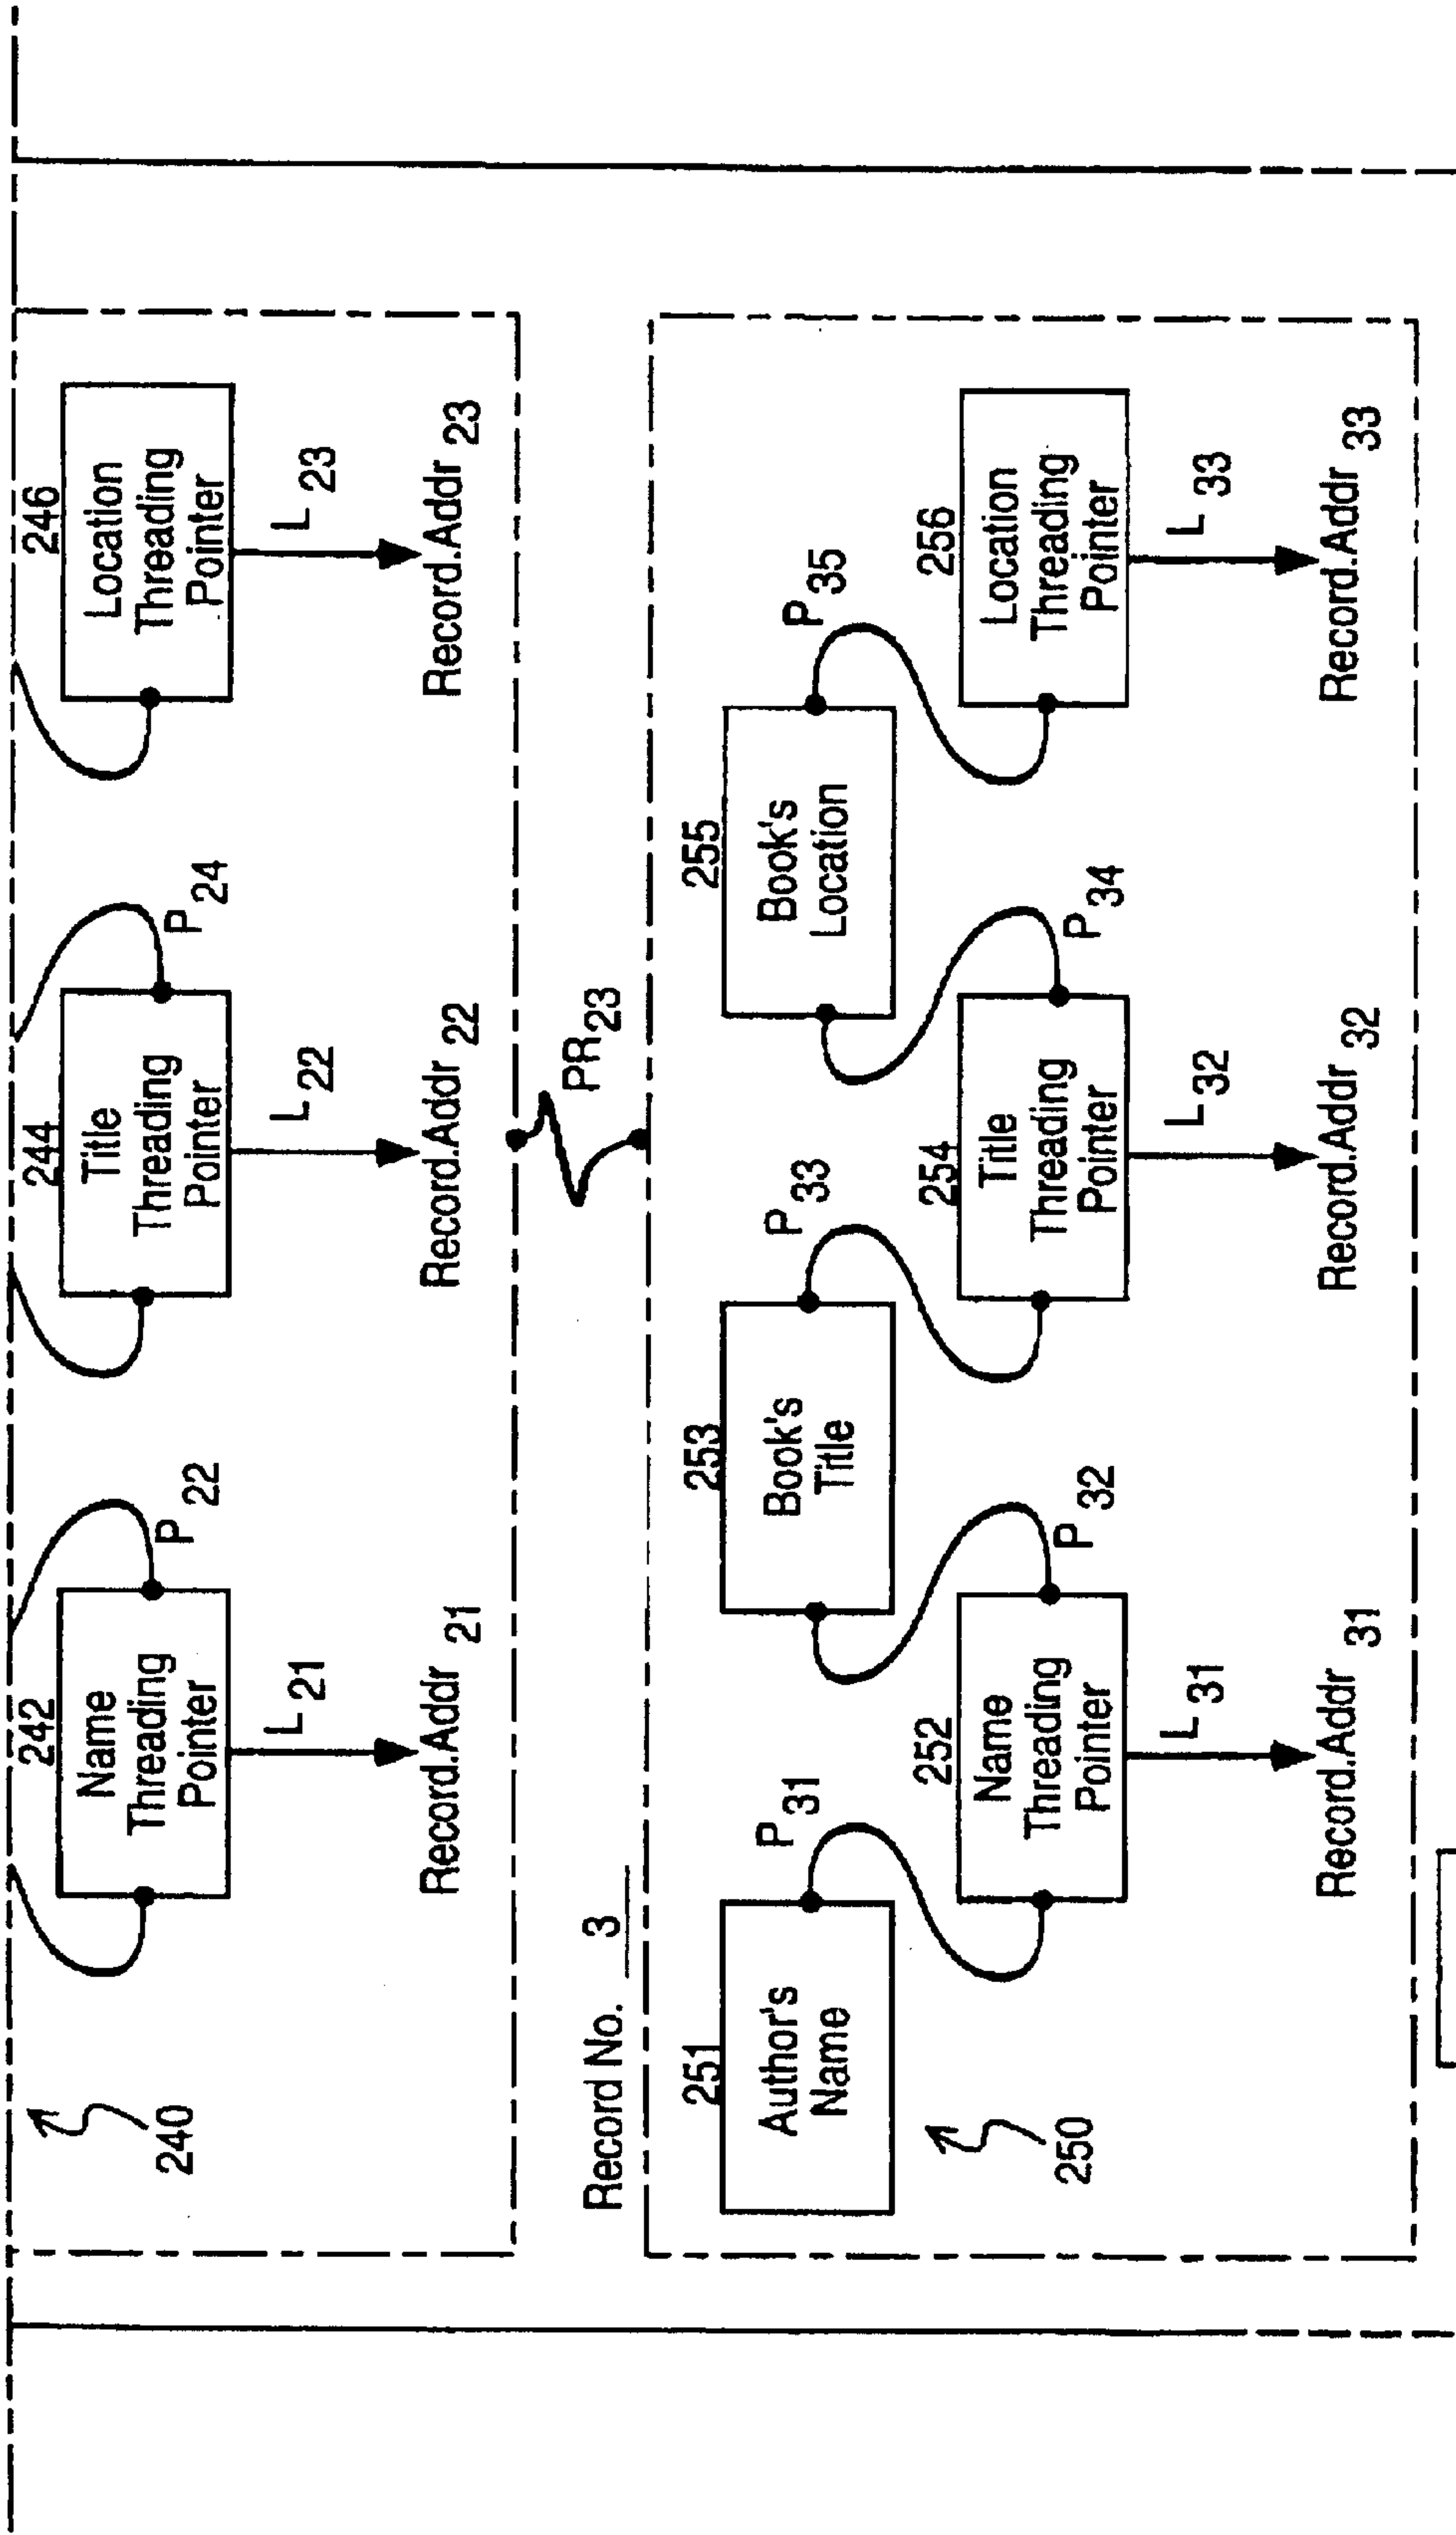 242
244
246
Name
Threading
Pointer
P 22
Title
Threading
Pointer
P 24
Location
Threading
Pointer
240
L 21
L 22
L 23
Record.Addr 21
Record.Addr 22
Record.Addr 23
PR 23
Record No. 3
251
Author's
Name
P 31
253
Book's
Title
P 33
255
Book's
Location
P 35
250
252
Name
Threading
Pointer
P 32
254
Title
Threading
Pointer
P 34
256
Location
Threading
Pointer
L 31
L 32
L 33
Record.Addr 31
Record.Addr 32
Record.Addr 33